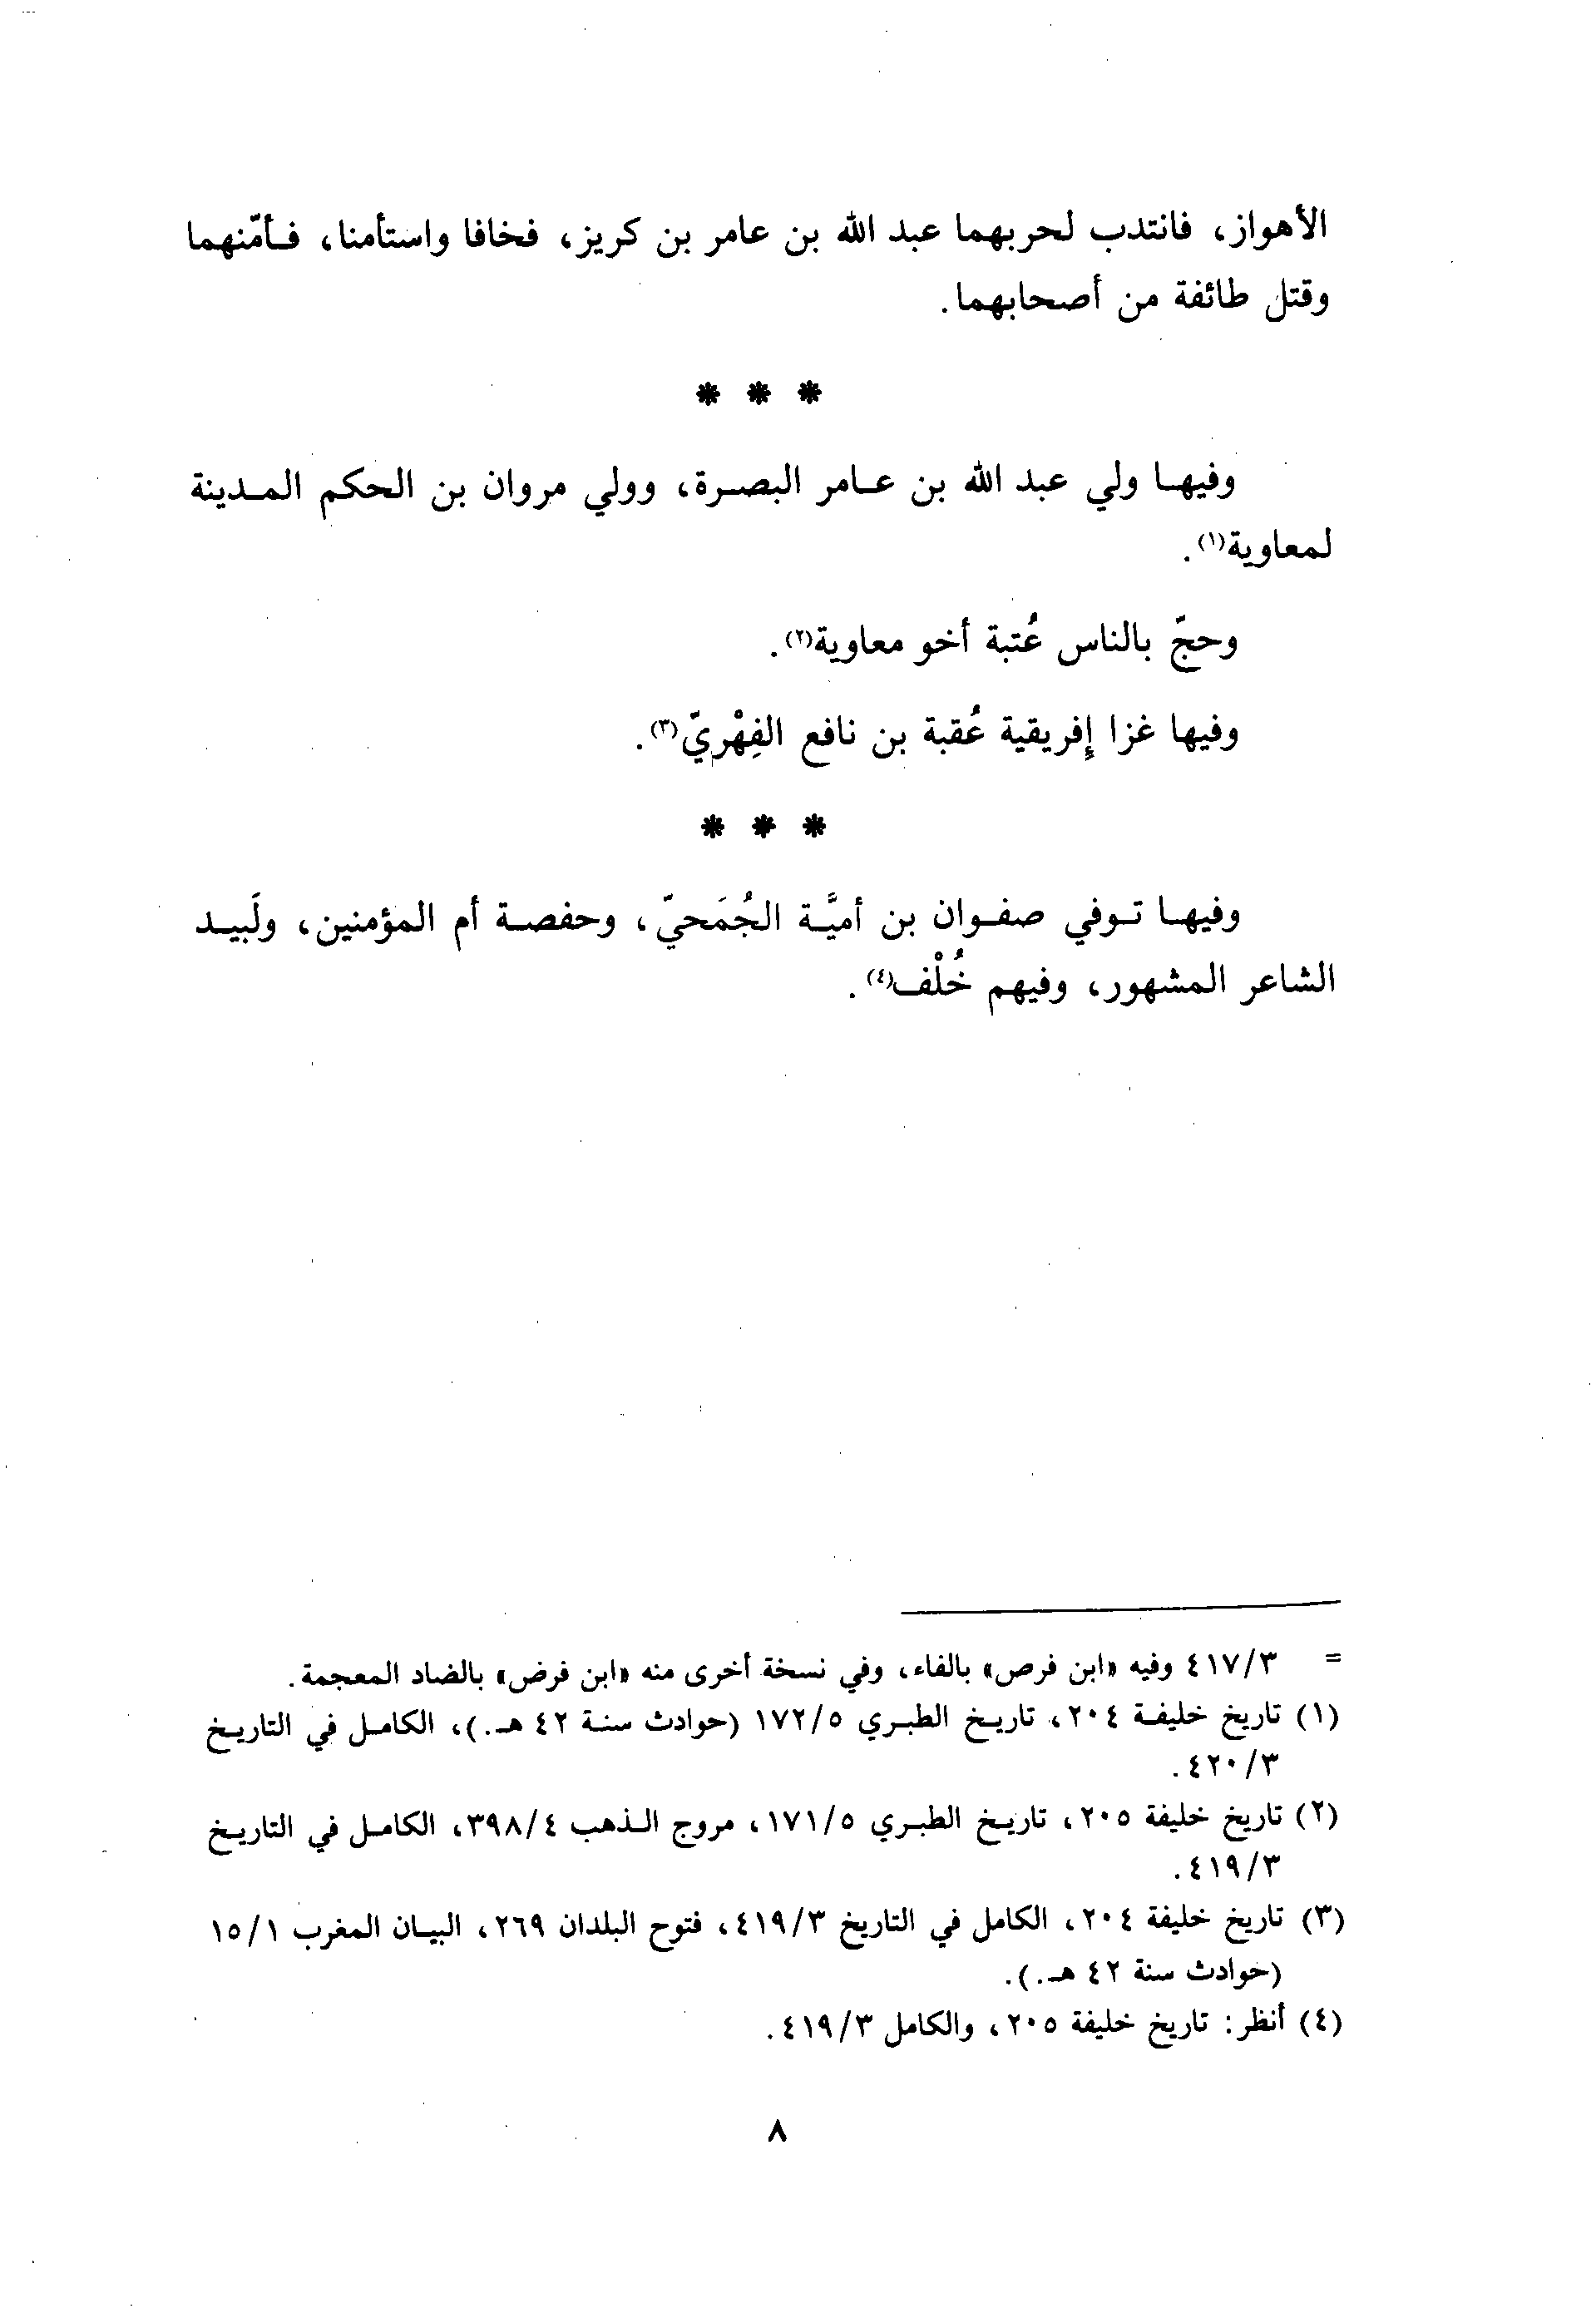 الأهواز، فانتدب لحربهما عبد الله بن عامر بن كريز، فخافا واستأمنا، فأمّنهما
وقتل طائفة من أصحابهما.
* * *
وفيها ولي عبد الله بن عامر البصرة، وولي مروان بن الحكم المدينة
لمعاوية(١).
وحجّ بالناس عُتبة أخو معاوية(٢).
وفيها غزا إفريقية عُقبة بن نافع الفِهْريّ(٣).
* * *
وفيها توفي صفوان بن أميَّة الجُمَحيّ، وحفصة أم المؤمنين، ولَبيد
الشاعر المشهور، وفيهم خُلْف(٤).
= ٤١٧/٣ وفيه «ابن فرص» بالفاء، وفي نسخة أخرى منه «ابن فرض» بالضاد المعجمة.
(١) تاريخ خليفة ٢٠٤، تاريخ الطبري ١٧٢/٥ (حوادث سنة ٤٢ هـ.)، الكامل في التاريخ
٤٢٠/٣.
(٢) تاريخ خليفة ٢٠٥، تاريخ الطبري ١٧١/٥، مروج الذهب ٣٩٨/٤، الكامل في التاريخ
٤١٩/٣.
(٣) تاريخ خليفة ٢٠٤، الكامل في التاريخ ٤١٩/٣، فتوح البلدان ٢٦٩، البيان المغرب ١٥/١
(حوادث سنة ٤٢ هـ.).
(٤) أنظر: تاريخ خليفة ٢٠٥، والكامل ٤١٩/٣.
٨